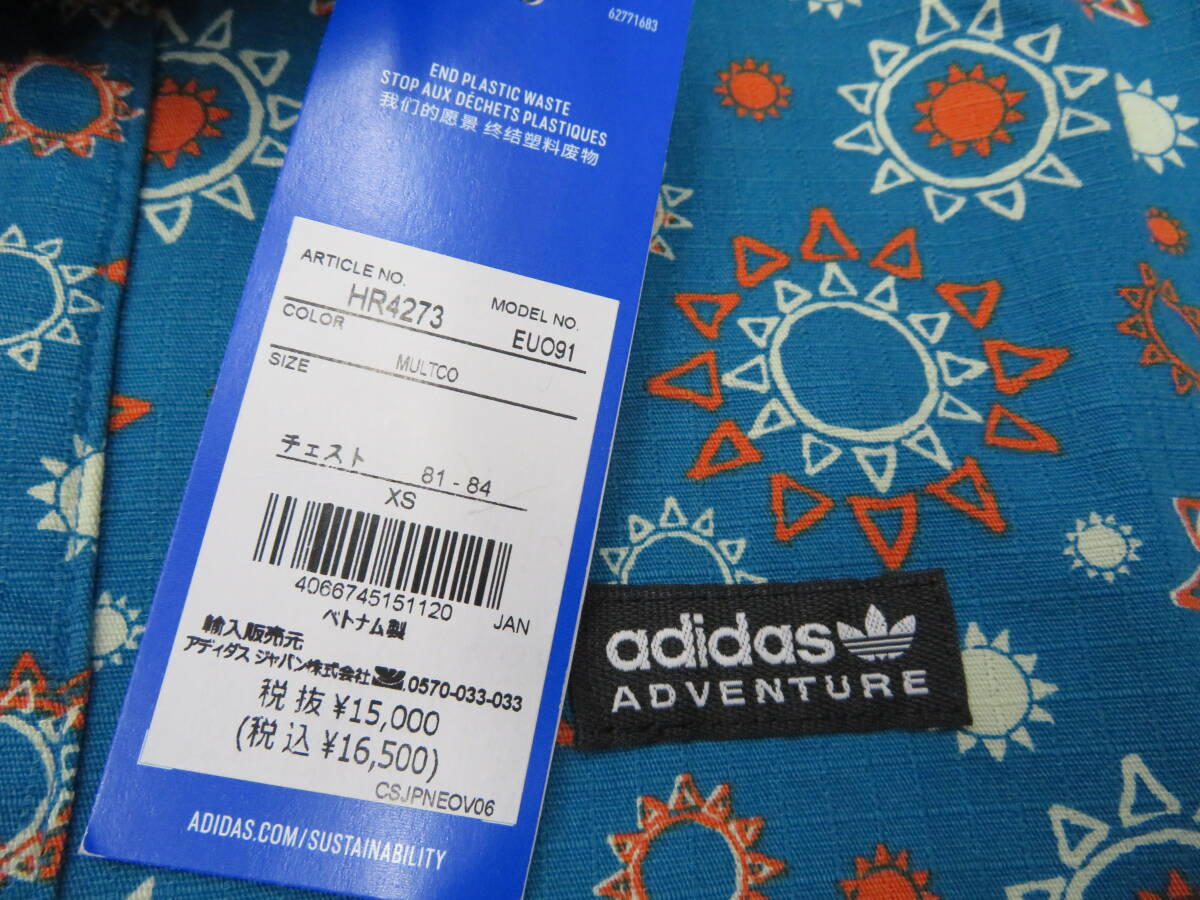 62771683
END PLASTIC WASTE
STOP AUX DÉCHETS PLASTIQUES
我们的愿景 终结塑料废物
ARTICLE NO. MODEL NO.
HR4273 EUO91
COLOR
MULTCO
SIZE
チェスト 81 - 84
XS
4066745151120 JAN
ベトナム製
輸入販売元
アディダス ジャパン株式会社 0570-033-033
税抜 ¥15,000
(税込 ¥16,500)
CSJPNEOV06
ADIDAS.COM/SUSTAINABILITY
adidas
ADVENTURE